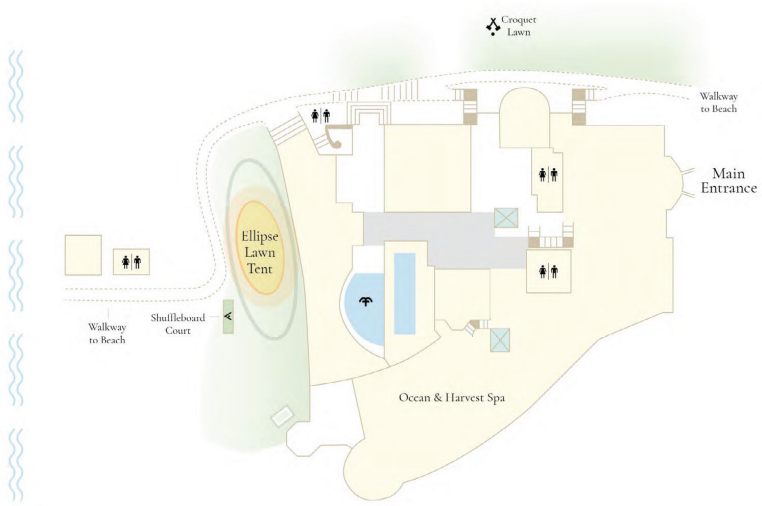 Croquet
Lawn
Walkway
to Beach
Main
Entrance
Ellipse
Lawn
Tent
Shuffleboard
Court
Walkway
to Beach
Ocean & Harvest Spa